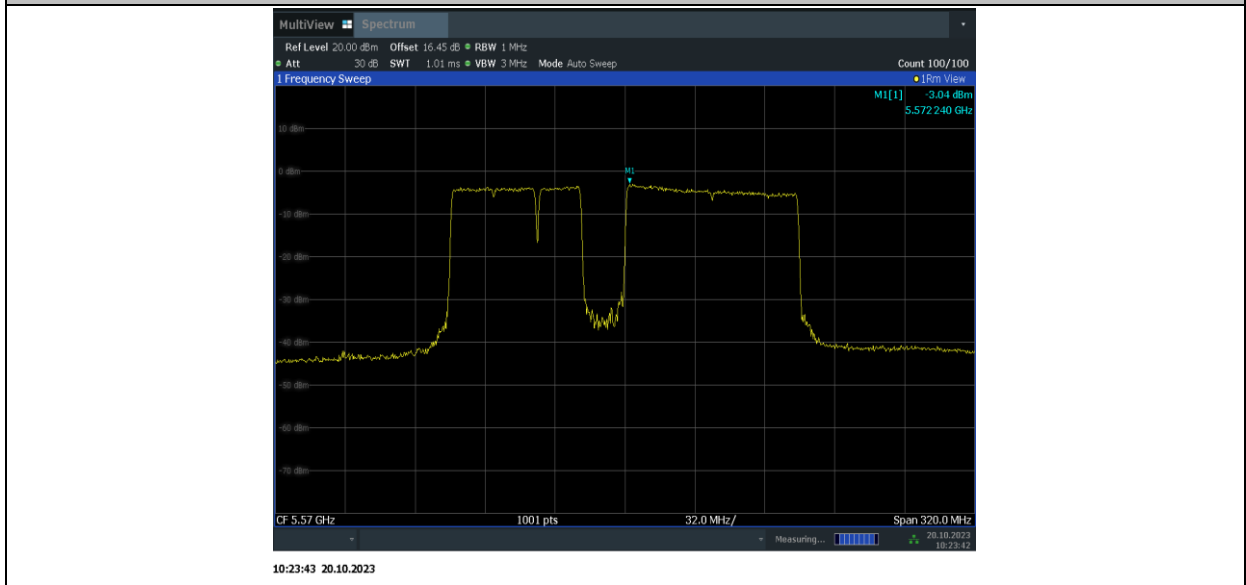 MultiView Spectrum
Ref Level 20.00 dBm Offset 16.45 dB RBW 1 MHz
Att 30 dB SWT 1.01 ms VBW 3 MHz Mode Auto Sweep Count 100/100
1 Frequency Sweep 1Rm View
M1[1] -3.04 dBm
5.572 240 GHz
10 dBm
0 dBm
M1
-10 dBm
-20 dBm
-30 dBm
-40 dBm
-50 dBm
-60 dBm
-70 dBm
CF 5.57 GHz 1001 pts 32.0 MHz/ Span 320.0 MHz
Measuring... 20.10.2023
10:23:42
10:23:43 20.10.2023